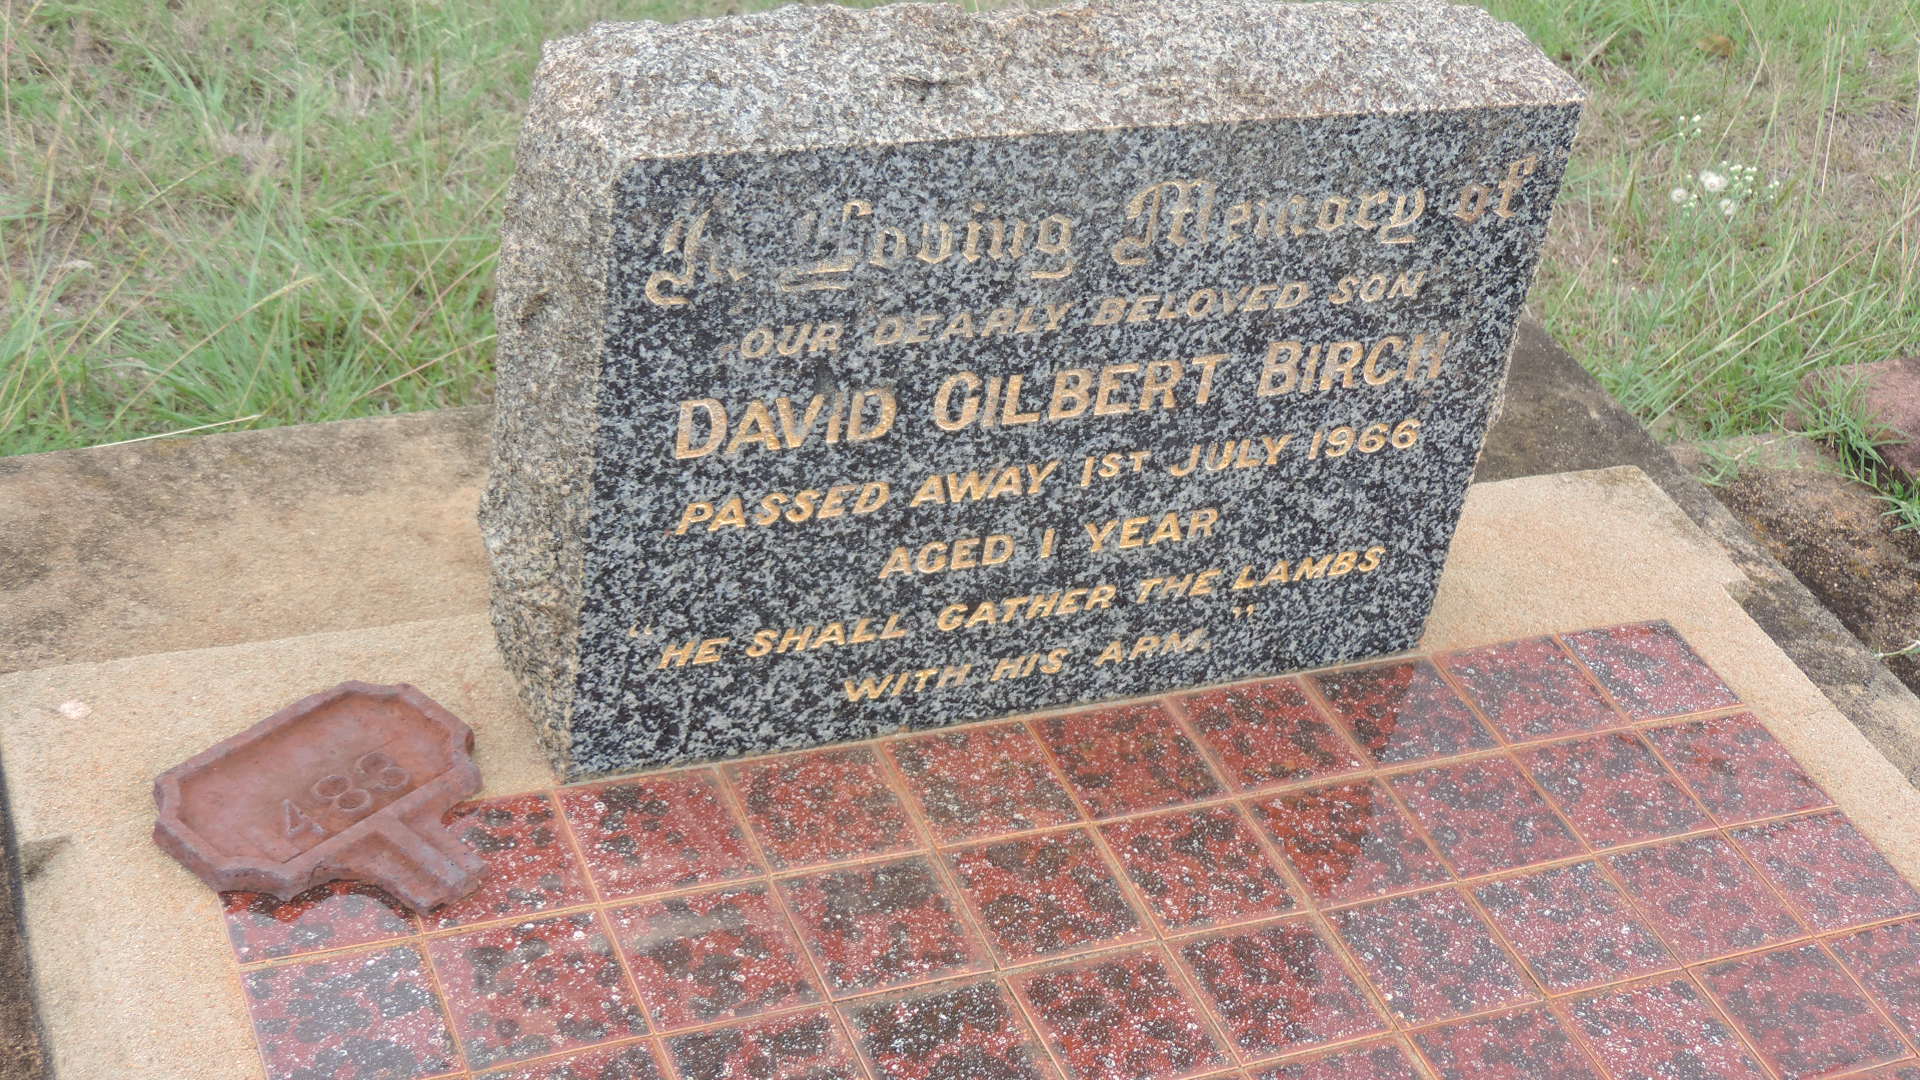 In Loving Memory of
OUR DEARLY BELOVED SON
DAVID GILBERT BIRCH
PASSED AWAY 1ST JULY 1966
AGED 1 YEAR
"HE SHALL GATHER THE LAMBS
WITH HIS ARM."
483